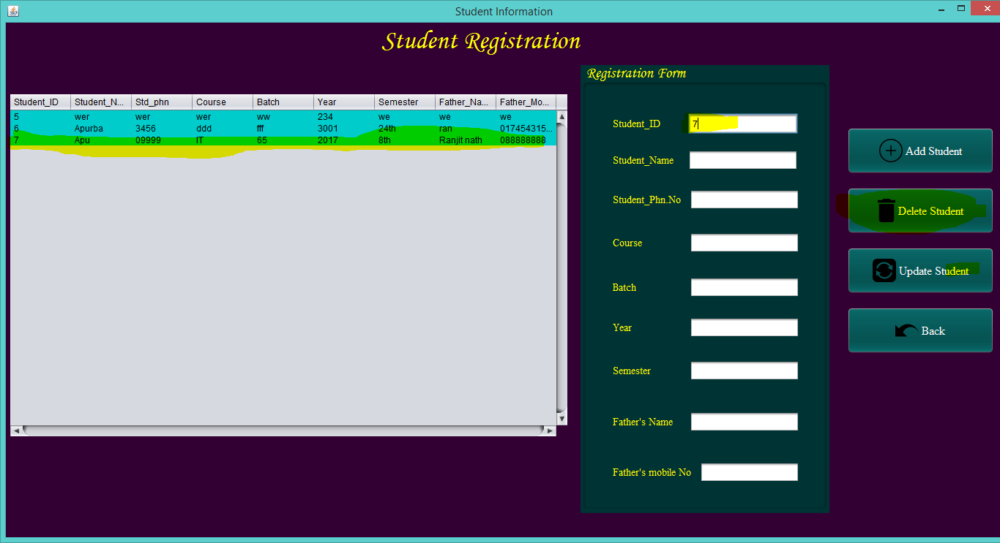 Student Information
Student Registration
Student_ID Student_N... Std_phn Course Batch Year Semester Father_Na... Father_Mo...
5 wer wer wer ww 234 we we we
6 Apurba 3456 ddd fff 3001 24th ran 017454315...
7 Apu 09999 IT 65 2017 8th Ranjit nath 088888888
Registration Form
Student_ID 7
Student_Name
Student_Phn.No
Course
Batch
Year
Semester
Father's Name
Father's mobile No
Add Student
Delete Student
Update Student
Back